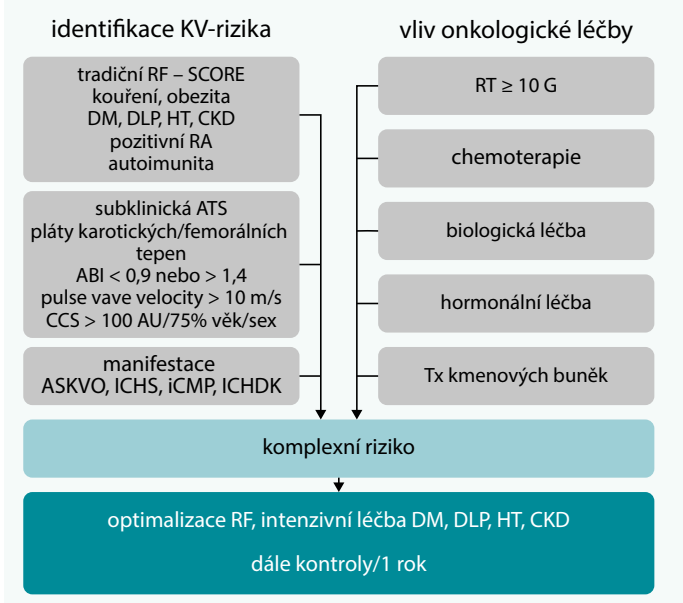 identifikace KV-rizika
tradiční RF – SCORE
kouření, obezita
DM, DLP, HT, CKD
pozitivní RA
autoimunita
subklinická ATS
pláty karotických/femorálních
tepen
ABI < 0,9 nebo > 1,4
pulse vave velocity > 10 m/s
CCS > 100 AU/75% věk/sex
manifestace
ASKVO, ICHS, iCMP, ICHDK
vliv onkologické léčby
RT ≥ 10 G
chemoterapie
biologická léčba
hormonální léčba
Tx kmenových buněk
komplexní riziko
optimalizace RF, intenzivní léčba DM, DLP, HT, CKD
dále kontroly/1 rok